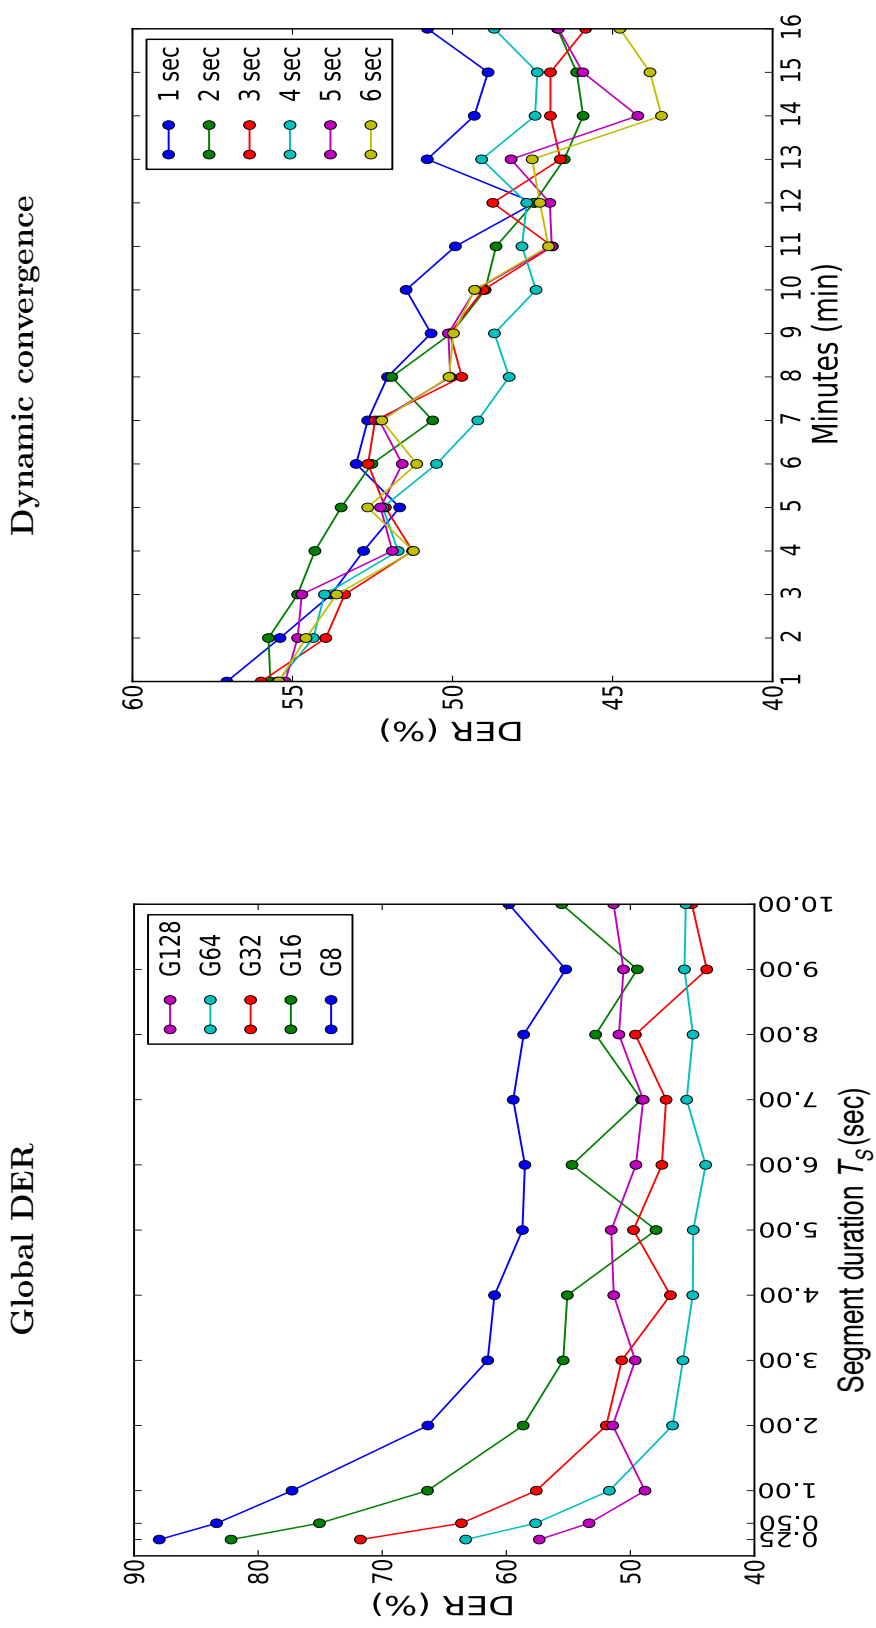 Global DER
90
80
70
60
50
40
DER (%)
0.25
0.50
1.00
2.00
3.00
4.00
5.00
6.00
7.00
8.00
9.00
10.00
Segment duration TS (sec)
G128
G64
G32
G16
G8
Dynamic convergence
60
55
50
45
40
DER (%)
1
2
3
4
5
6
7
8
9
10
11
12
13
14
15
16
Minutes (min)
1 sec
2 sec
3 sec
4 sec
5 sec
6 sec